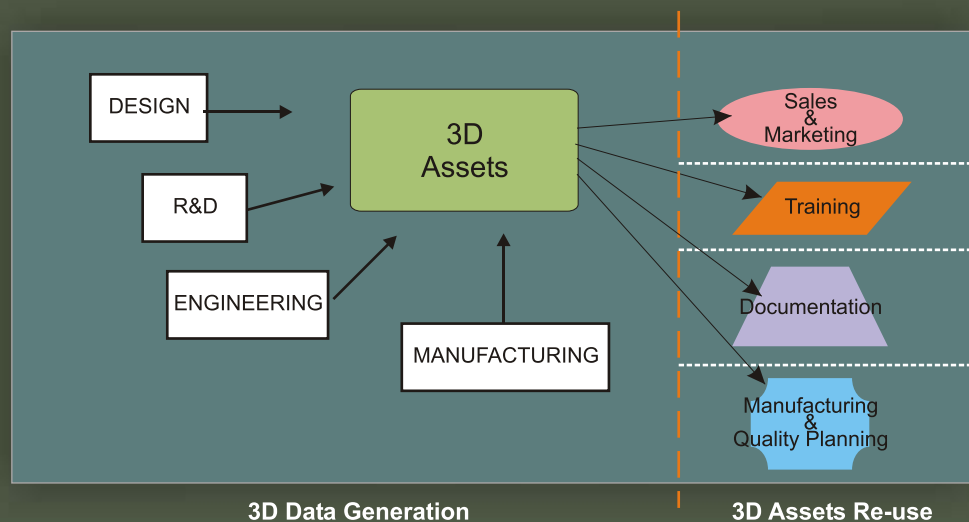 DESIGN
3D
Assets
Sales
&
Marketing
R&D
Training
ENGINEERING
Documentation
MANUFACTURING
Manufacturing
&
Quality Planning
3D Data Generation
3D Assets Re-use